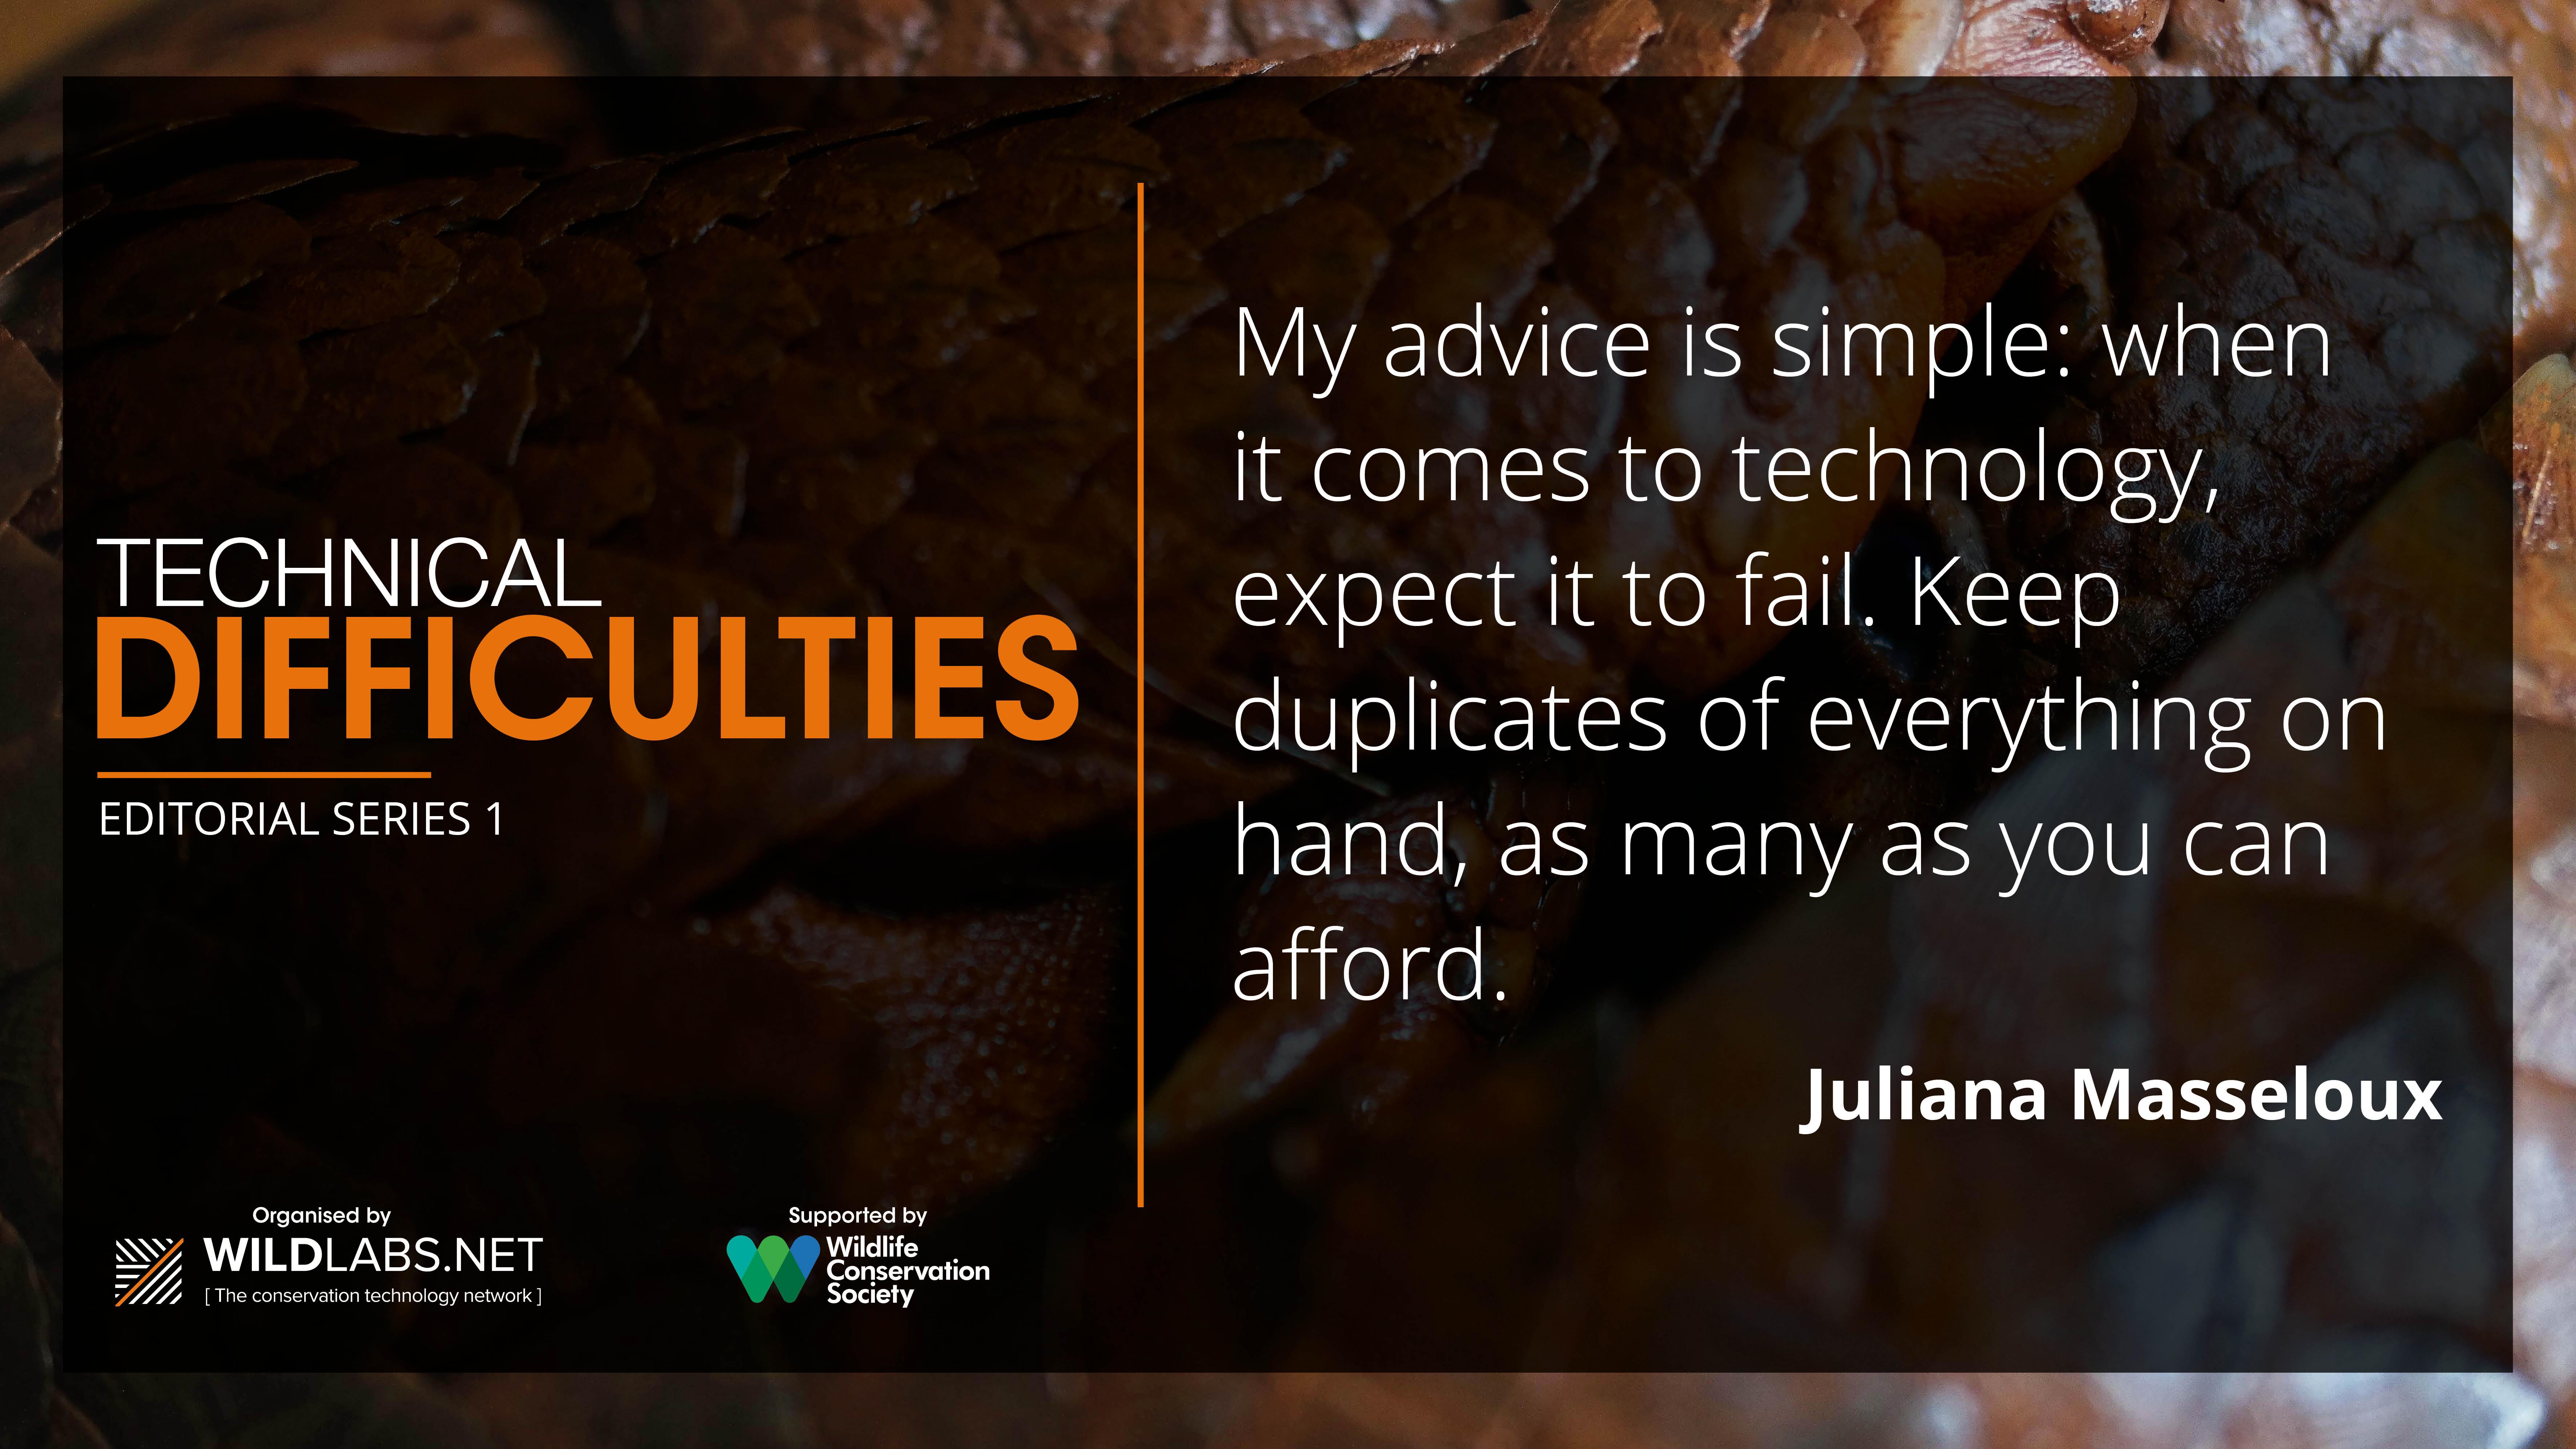 TECHNICAL
DIFFICULTIES
EDITORIAL SERIES 1
My advice is simple: when
it comes to technology,
expect it to fail. Keep
duplicates of everything on
hand, as many as you can
afford.
Juliana Masseloux
Organised by
WILDLABS.NET
[ The conservation technology network ]
Supported by
Wildlife
Conservation
Society